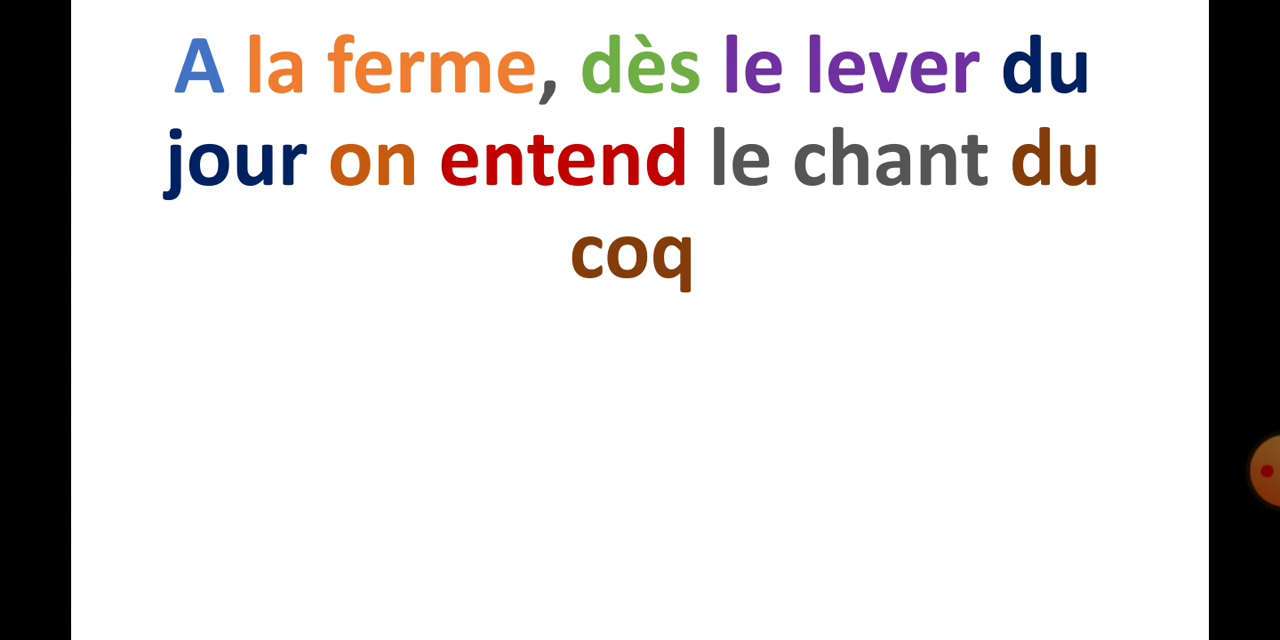 A la ferme, dès le lever du
jour on entend le chant du
coq